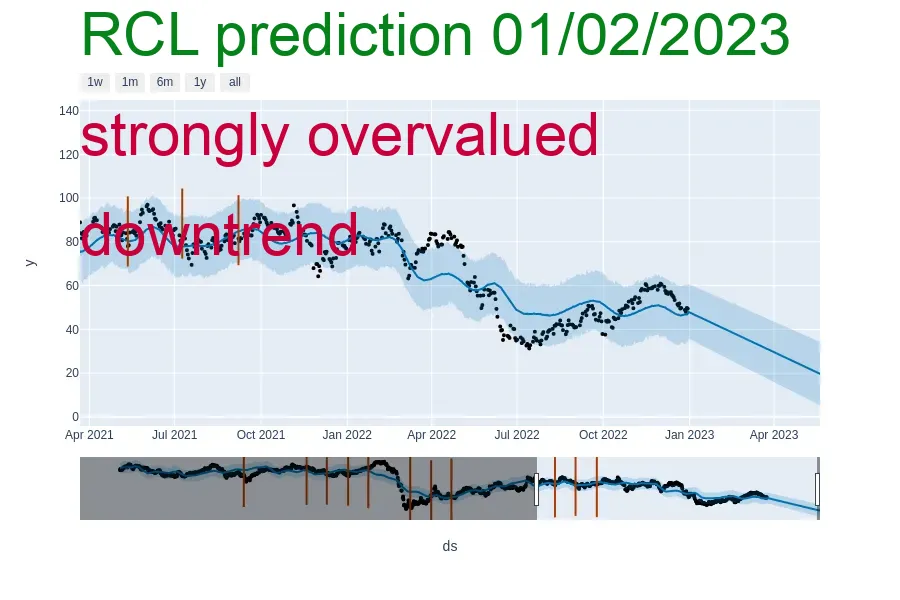 RCL prediction 01/02/2023
1w 1m 6m 1y all
strongly overvalued
downtrend
140
120
100
80
60
40
20
0
y
Apr 2021 Jul 2021 Oct 2021 Jan 2022 Apr 2022 Jul 2022 Oct 2022 Jan 2023 Apr 2023
ds